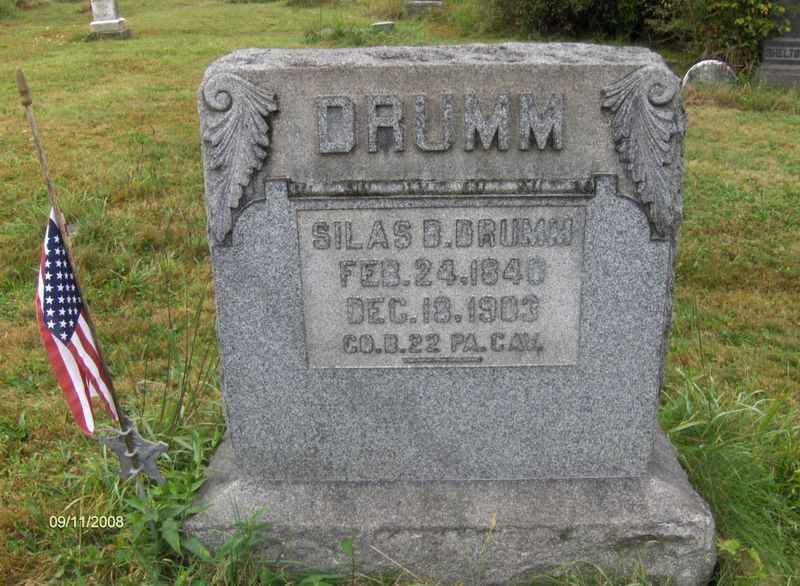 DRUMM
SILAS D. DRUMM
FEB. 24. 1840
DEC. 18. 1903
CO. B. 22 PA. CAV.
09/11/2008